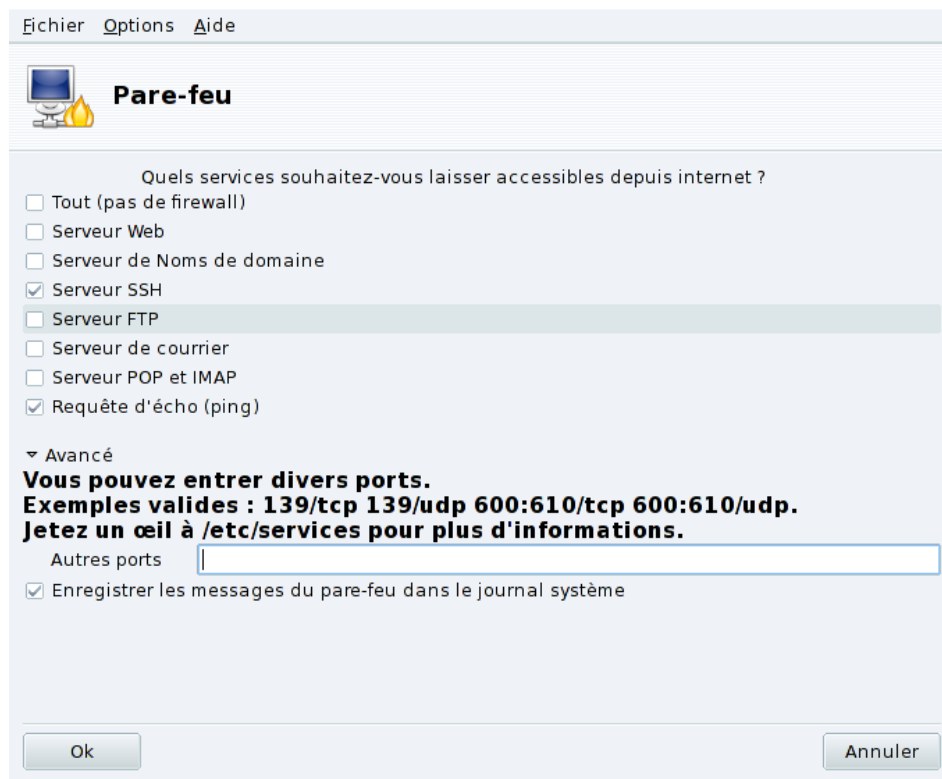 Fichier Options Aide
Pare-feu
Quels services souhaitez-vous laisser accessibles depuis internet ?
Tout (pas de firewall)
Serveur Web
Serveur de Noms de domaine
Serveur SSH
Serveur FTP
Serveur de courrier
Serveur POP et IMAP
Requête d'écho (ping)
Avancé
Vous pouvez entrer divers ports.
Exemples valides : 139/tcp 139/udp 600:610/tcp 600:610/udp.
Jetez un œil à /etc/services pour plus d'informations.
Autres ports
Enregistrer les messages du pare-feu dans le journal système
Ok Annuler